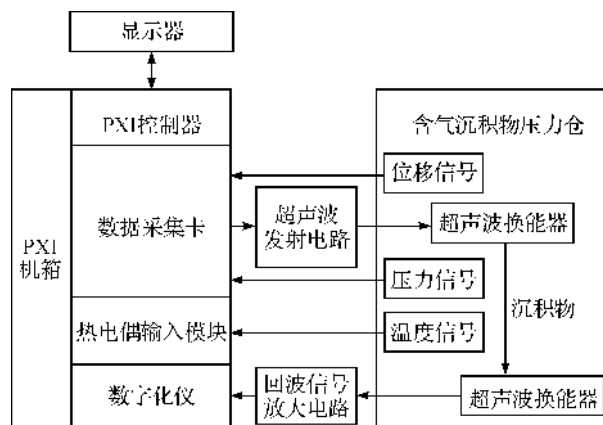 显示器
PXI控制器
含气沉积物压力仓
位移信号
数据采集卡
超声波
发射电路
超声波换能器
PXI
机箱
压力信号
沉积物
热电偶输入模块
温度信号
数字化仪
回波信号
放大电路
超声波换能器